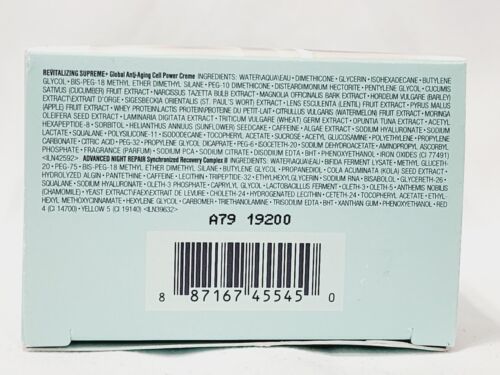 REVITALIZING SUPREME+ Global Anti-Aging Cell Power Creme INGREDIENTS: WATER\AQUA\EAU • DIMETHICONE • GLYCERIN • ISOHEXADECANE • BUTYLENE
GLYCOL • BIS-PEG-18 METHYL ETHER DIMETHYL SILANE • PEG-10 DIMETHICONE • DISTEARDIMONIUM HECTORITE • PENTYLENE GLYCOL • CUCUMIS
SATIVUS (CUCUMBER) FRUIT EXTRACT • NARCISSUS TAZETTA BULB EXTRACT • MAGNOLIA OFFICINALIS BARK EXTRACT • HORDEUM VULGARE (BARLEY)
EXTRACT\EXTRAIT D'ORGE • SIGESBECKIA ORIENTALIS (ST. PAUL'S WORT) EXTRACT • LENS ESCULENTA (LENTIL) FRUIT EXTRACT • PYRUS MALUS
(APPLE) FRUIT EXTRACT • WHEY PROTEIN\LACTIS PROTEIN\PROTÉINE DU PETIT-LAIT • CITRULLUS VULGARIS (WATERMELON) FRUIT EXTRACT • MORINGA
OLEIFERA SEED EXTRACT • LAMINARIA DIGITATA EXTRACT • TRITICUM VULGARE (WHEAT GERM) EXTRACT • OPUNTIA TUNA EXTRACT • ACETYL
HEXAPEPTIDE-8 • SORBITOL • HELIANTHUS ANNUUS (SUNFLOWER) SEEDCAKE • CAFFEINE • ALGAE EXTRACT • SODIUM HYALURONATE • SODIUM
LACTATE • SQUALANE • POLYSILICONE-11 • ISODODECANE • TOCOPHERYL ACETATE • SUCROSE • ACETYL GLUCOSAMINE • POLYETHYLENE • PROPYLENE
CARBONATE • CITRIC ACID • PEG-32 • PROPYLENE GLYCOL DICAPRATE • PEG-6 • ISOCETETH-20 • DEHYDROACETATE • AMINOPROPYL ASCORBYL
PHOSPHATE • FRAGRANCE (PARFUM) • SODIUM PCA • SODIUM CITRATE • DISODIUM EDTA • BHT • PHENOXYETHANOL • IRON OXIDES (CI 77491)
<ILN42592> • ADVANCED NIGHT REPAIR Synchronized Recovery Complex II INGREDIENTS: WATER\AQUA\EAU • BIFIDA FERMENT LYSATE • METHYL GLUCETH-
20 • PEG-75 • BIS-PEG-18 METHYL ETHER DIMETHYL SILANE • BUTYLENE GLYCOL • PROPANEDIOL • COLA ACUMINATA (KOLA) SEED EXTRACT •
HYDROLYZED ALGIN • PANTETHINE • CAFFEINE • LECITHIN • TRIPEPTIDE-32 • ETHYLHEXYLGLYCERIN • SODIUM RNA • BISABOLOL • GLYCERETH-26 •
SQUALANE • SODIUM HYALURONATE • OLETH-3 PHOSPHATE • CAPRYLYL GLYCOL • LACTOBACILLUS FERMENT • OLETH-3 • OLETH-5 • ANTHEMIS NOBILIS
(CHAMOMILE) • YEAST EXTRACT\FAEX\EXTRAIT DE LEVURE • CHOLETH-24 • HYDROGENATED LECITHIN • CETETH-24 • TOCOPHERYL ACETATE • ETHYL-
HEXYL METHOXYCINNAMATE • HEXYLENE GLYCOL • CARBOMER • TRIETHANOLAMINE • TRISODIUM EDTA • BHT • XANTHAN GUM • PHENOXYETHANOL • RED
4 (CI 14700) • YELLOW 5 (CI 19140) <ILN39632>
A79 19200
8 87167 45545 0